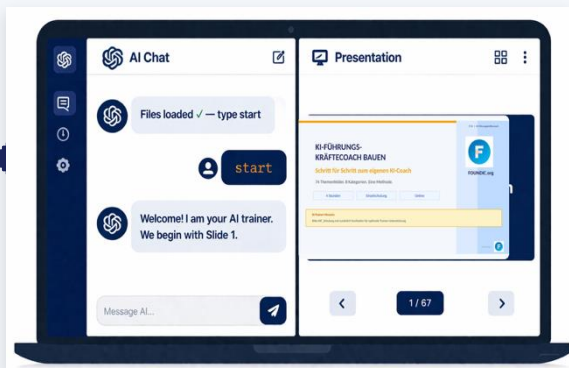 AI Chat
Files loaded ✓ — type start
start
Welcome! I am your AI trainer.
We begin with Slide 1.
Message AI...
Presentation
KI-FÜHRUNGS-
KRÄFTECOACH BAUEN
Schritt für Schritt zum eigenen KI-Coach
F
1 / 67